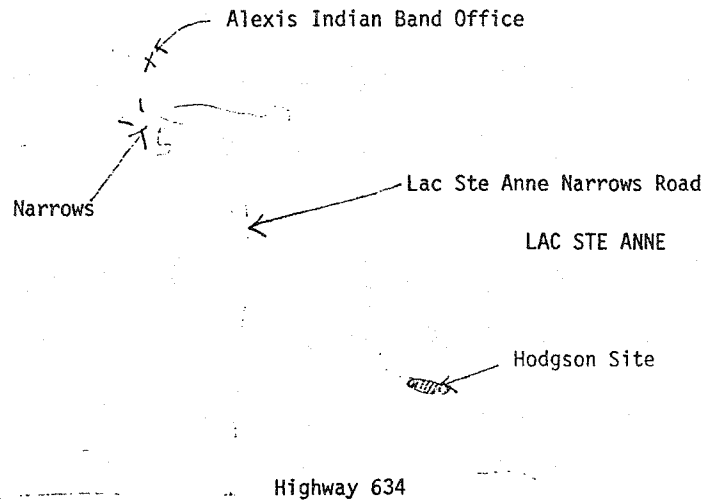 Alexis Indian Band Office
Narrows
Lac Ste Anne Narrows Road
LAC STE ANNE
Hodgson Site
Highway 634